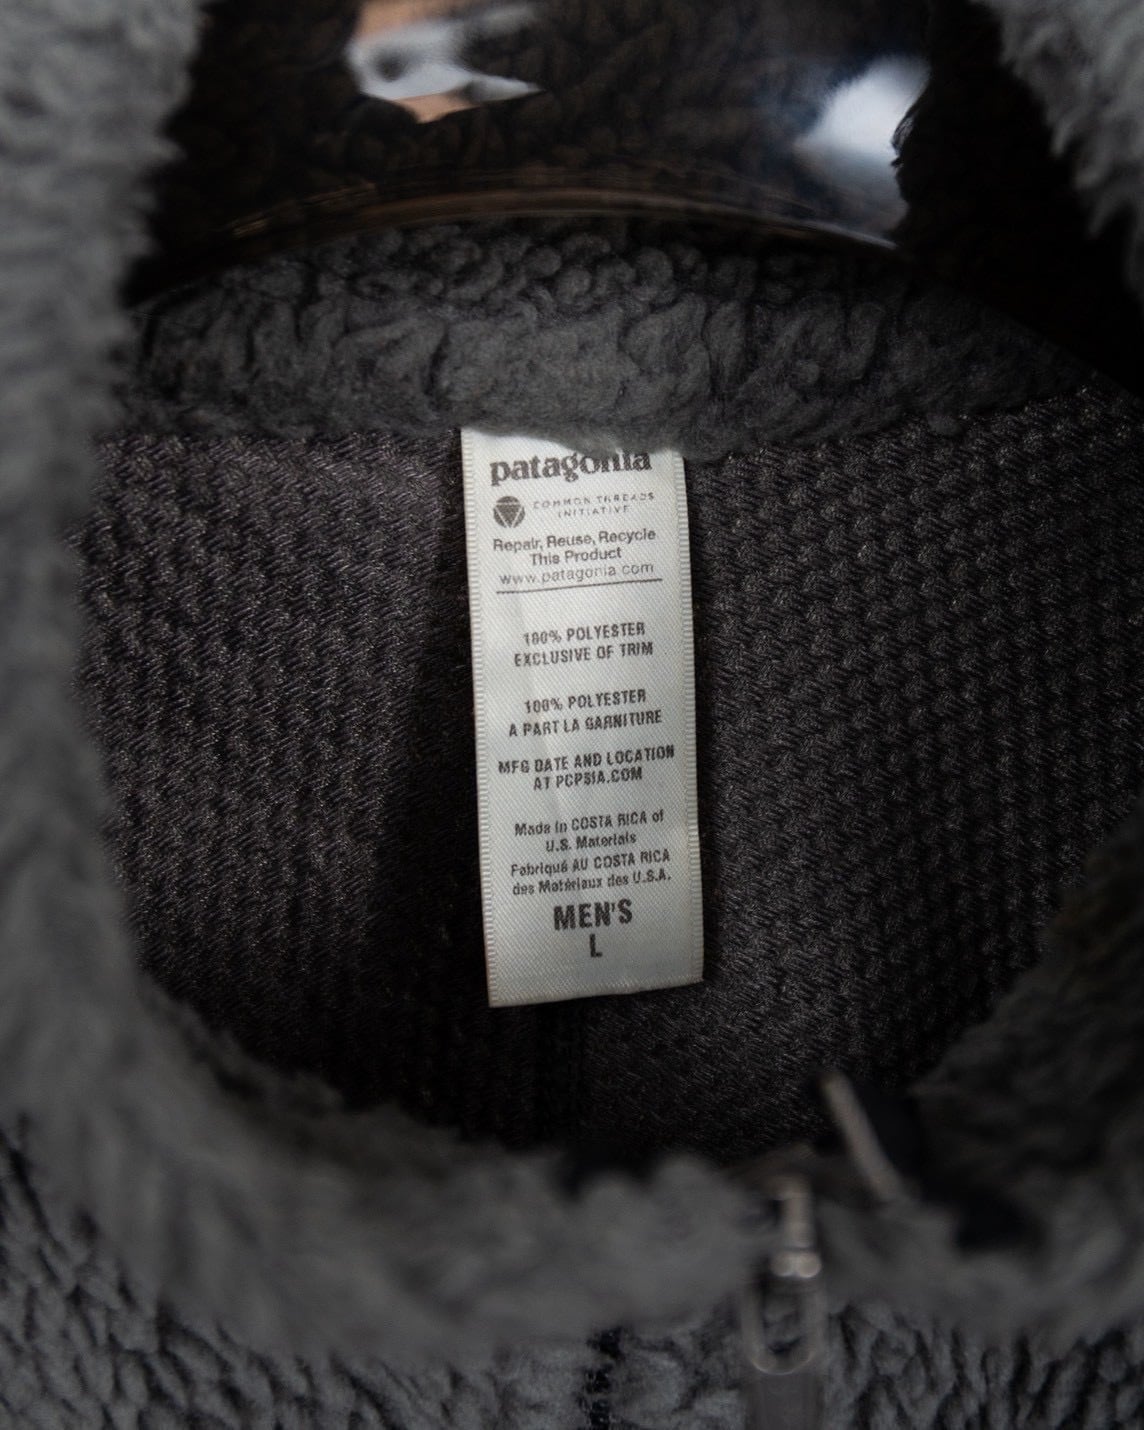 patagonia
COMMON THREADS
INITIATIVE
Repair, Reuse, Recycle
This Product
www.patagonia.com
100% POLYESTER
EXCLUSIVE OF TRIM
100% POLYESTER
A PART LA GARNITURE
MFG DATE AND LOCATION
AT PCPSIA.COM
Made in COSTA RICA of
U.S. Materials
Fabriqué AU COSTA RICA
des Matériaux des U.S.A.
MEN'S
L